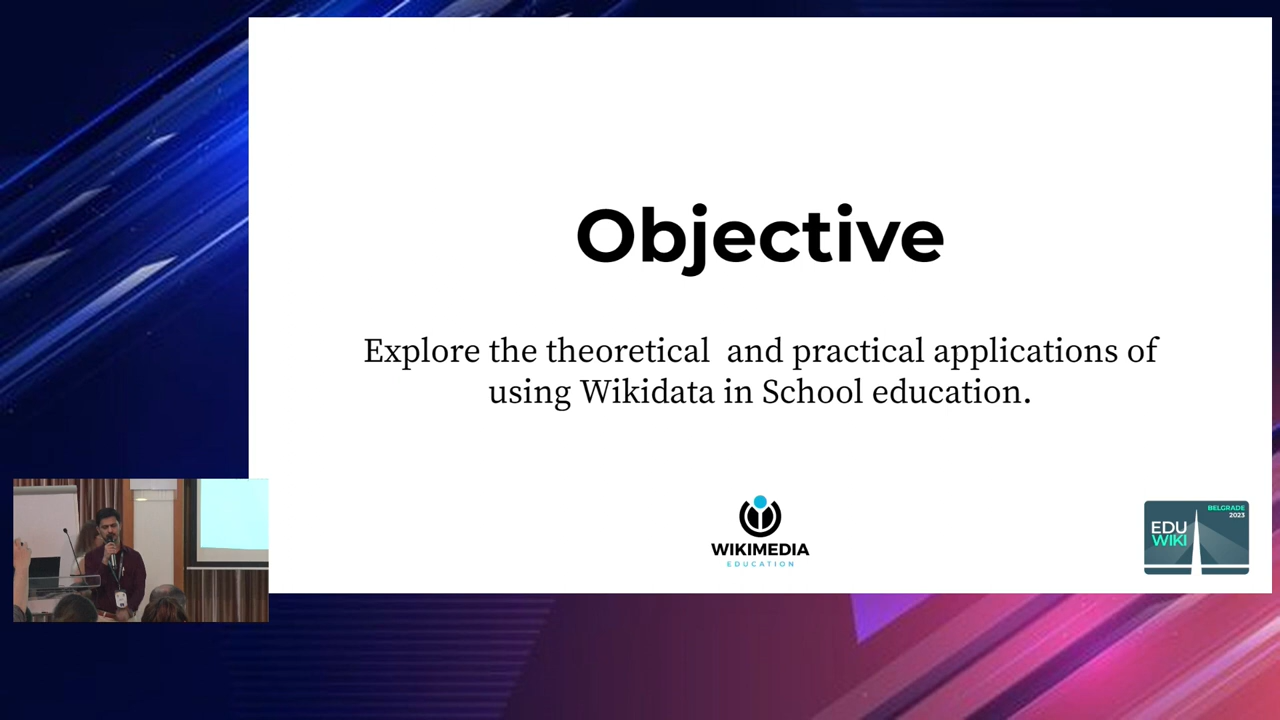 Objective
Explore the theoretical  and practical applications of
using Wikidata in School education.
WIKIMEDIA
EDUCATION
BELGRADE
2023
EDU
WIKI